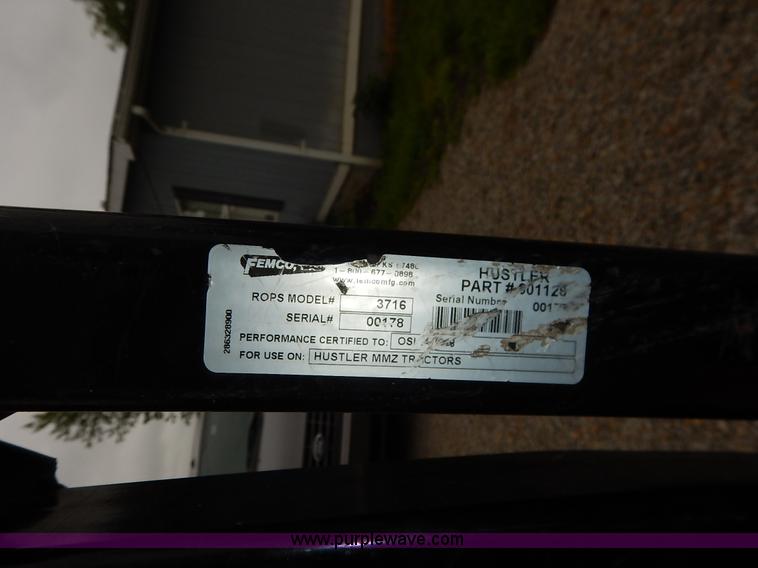 FEMCO,
1-800-677-0898
www.femcomfg.com
HUSTLER
PART # 601128
ROPS MODEL# 3716
Serial Number
SERIAL# 00178
286328900
PERFORMANCE CERTIFIED TO:
FOR USE ON: HUSTLER MMZ TRACTORS
www.purplewave.com